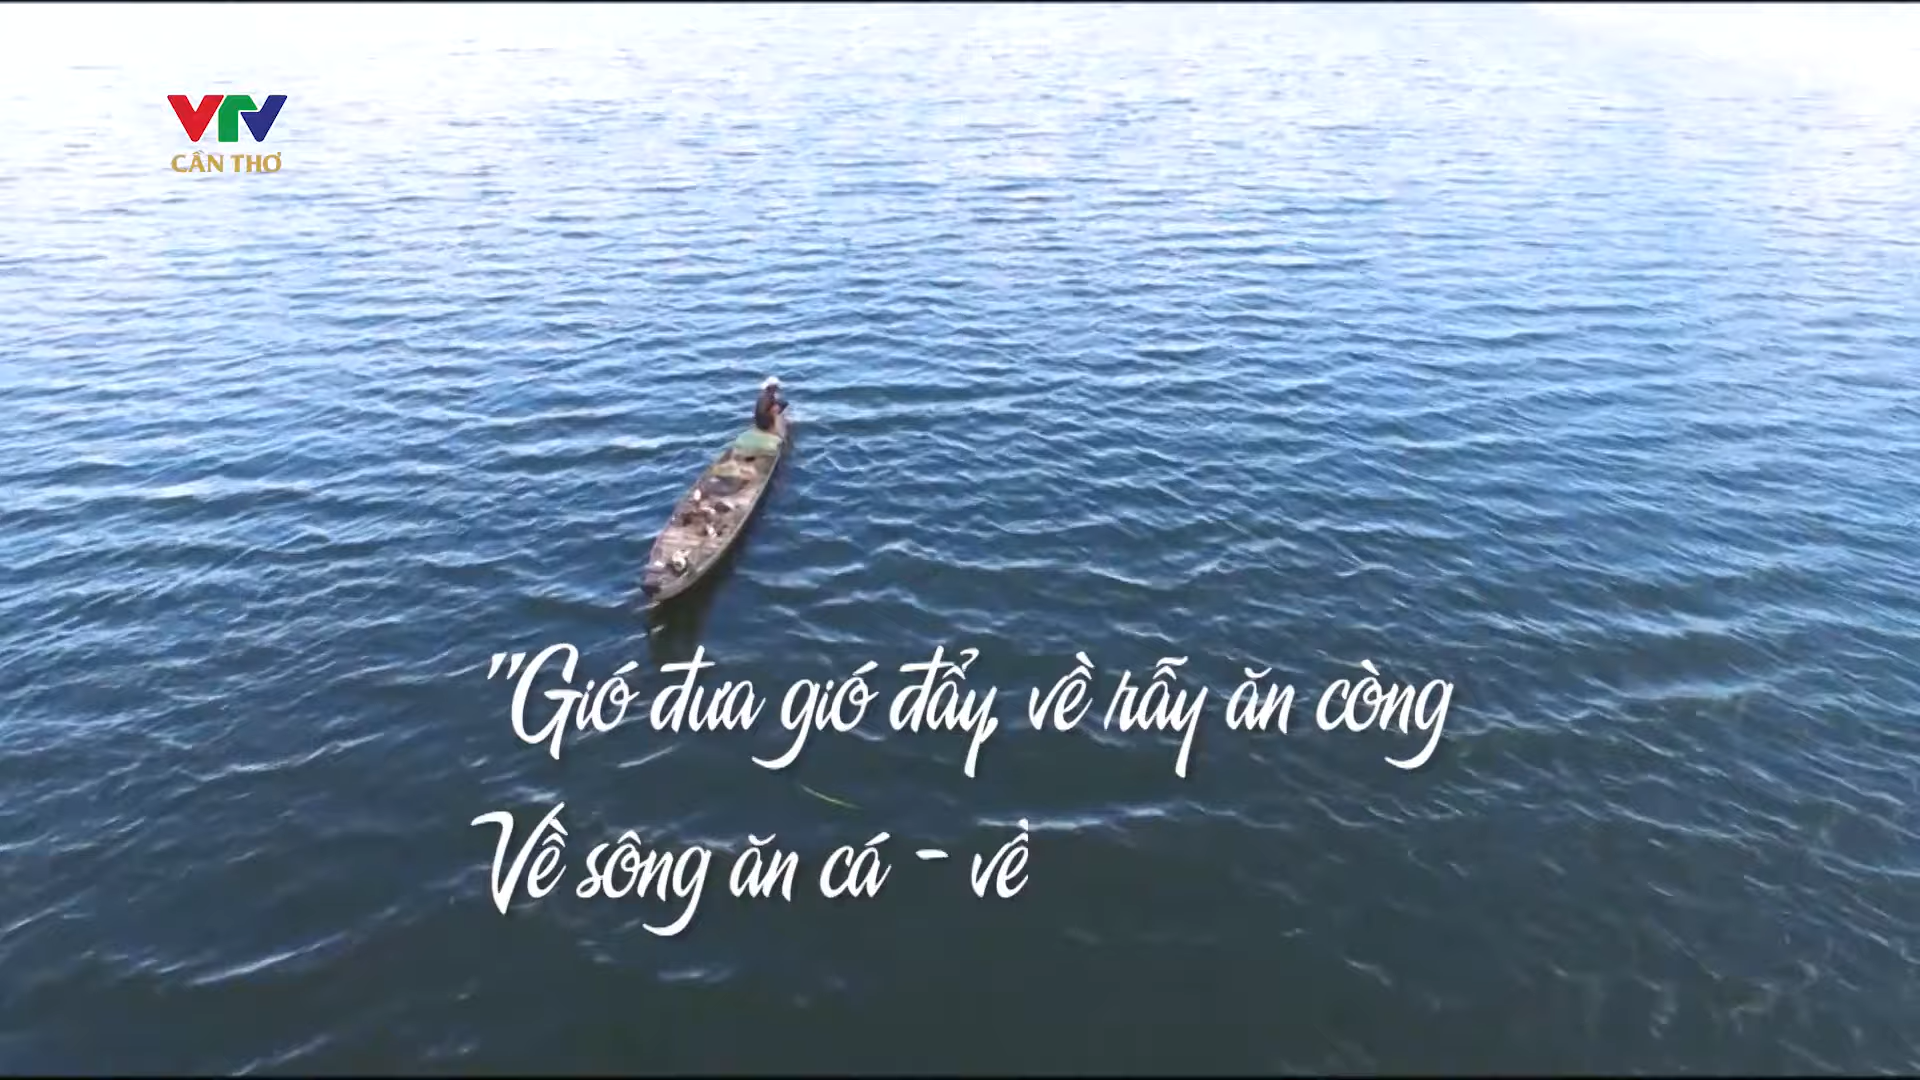 VTV
CẦN THƠ
"Gió đưa gió đẩy, về rẫy ăn còng
Về sông ăn cá - về